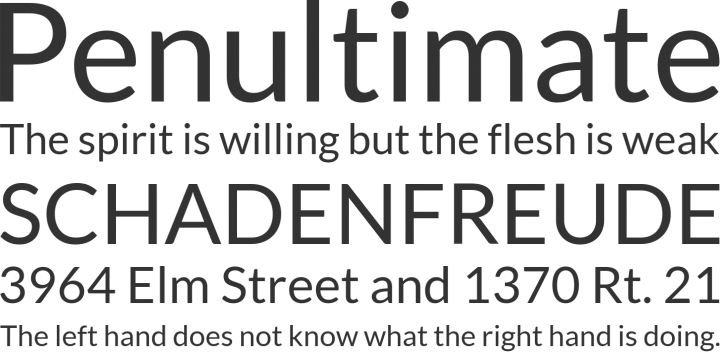 Penultimate
The spirit is willing but the flesh is weak
SCHADENFREUDE
3964 Elm Street and 1370 Rt. 21
The left hand does not know what the right hand is doing.